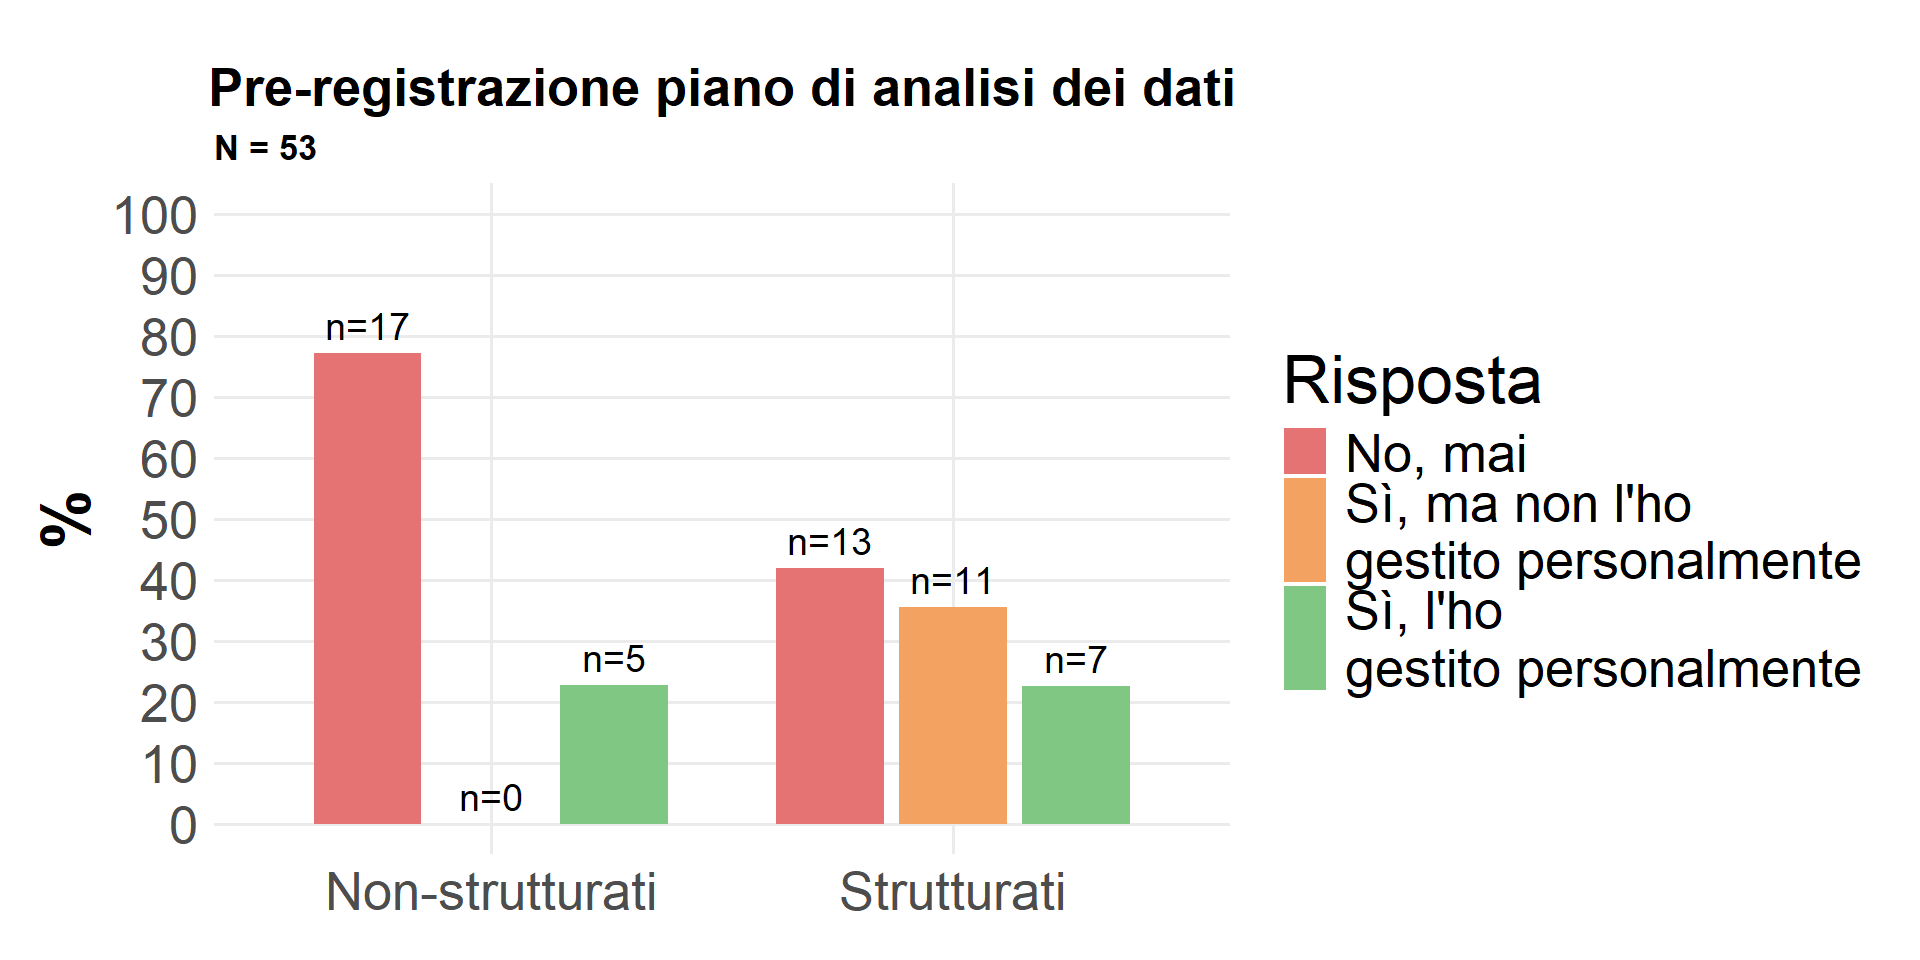 Pre-registrazione piano di analisi dei dati
N = 53
%
100
90
80
70
60
50
40
30
20
10
0
n=17
n=0
n=5
n=13
n=11
n=7
Non-strutturati
Strutturati
Risposta
No, mai
Sì, ma non l'ho
gestito personalmente
Sì, l'ho
gestito personalmente